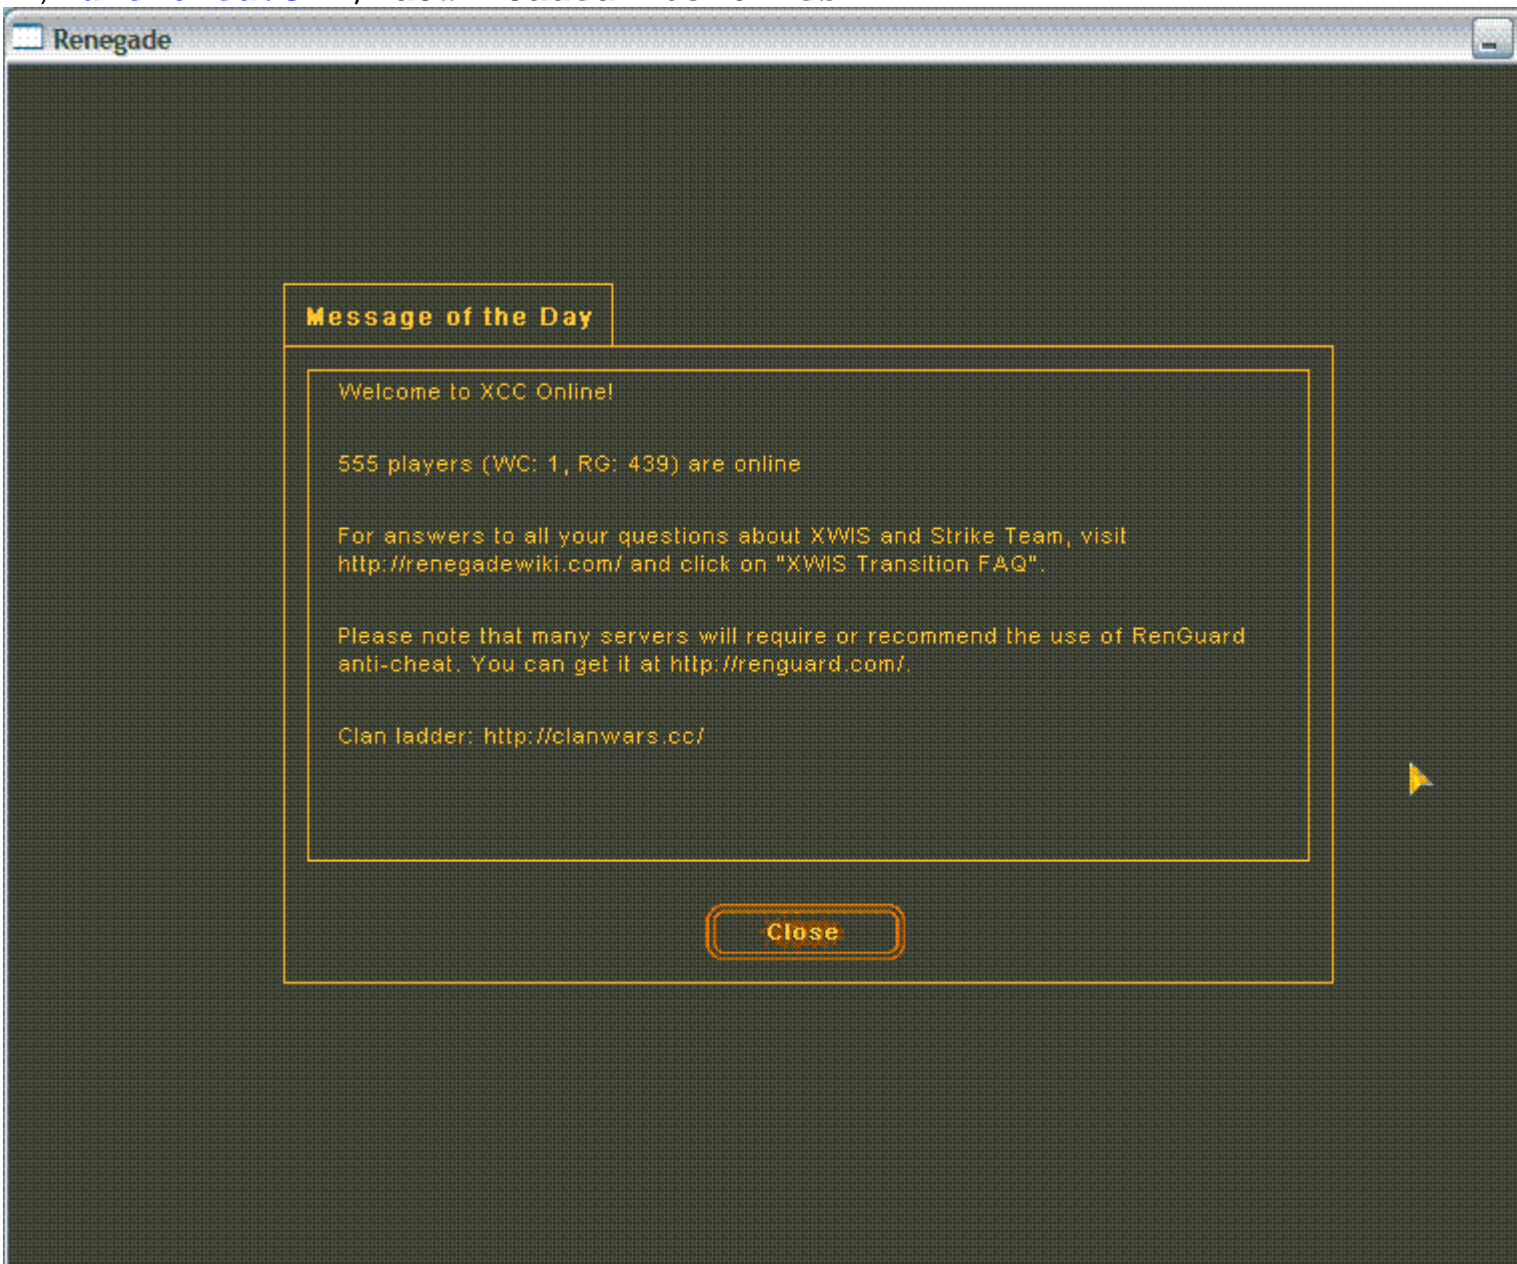 Renegade
Message of the Day
Welcome to XCC Online!
555 players (WC: 1, RG: 439) are online
For answers to all your questions about XWIS and Strike Team, visit
http://renegadewiki.com/ and click on "XWIS Transition FAQ".
Please note that many servers will require or recommend the use of RenGuard
anti-cheat. You can get it at http://renguard.com/.
Clan ladder: http://clanwars.cc/
Close